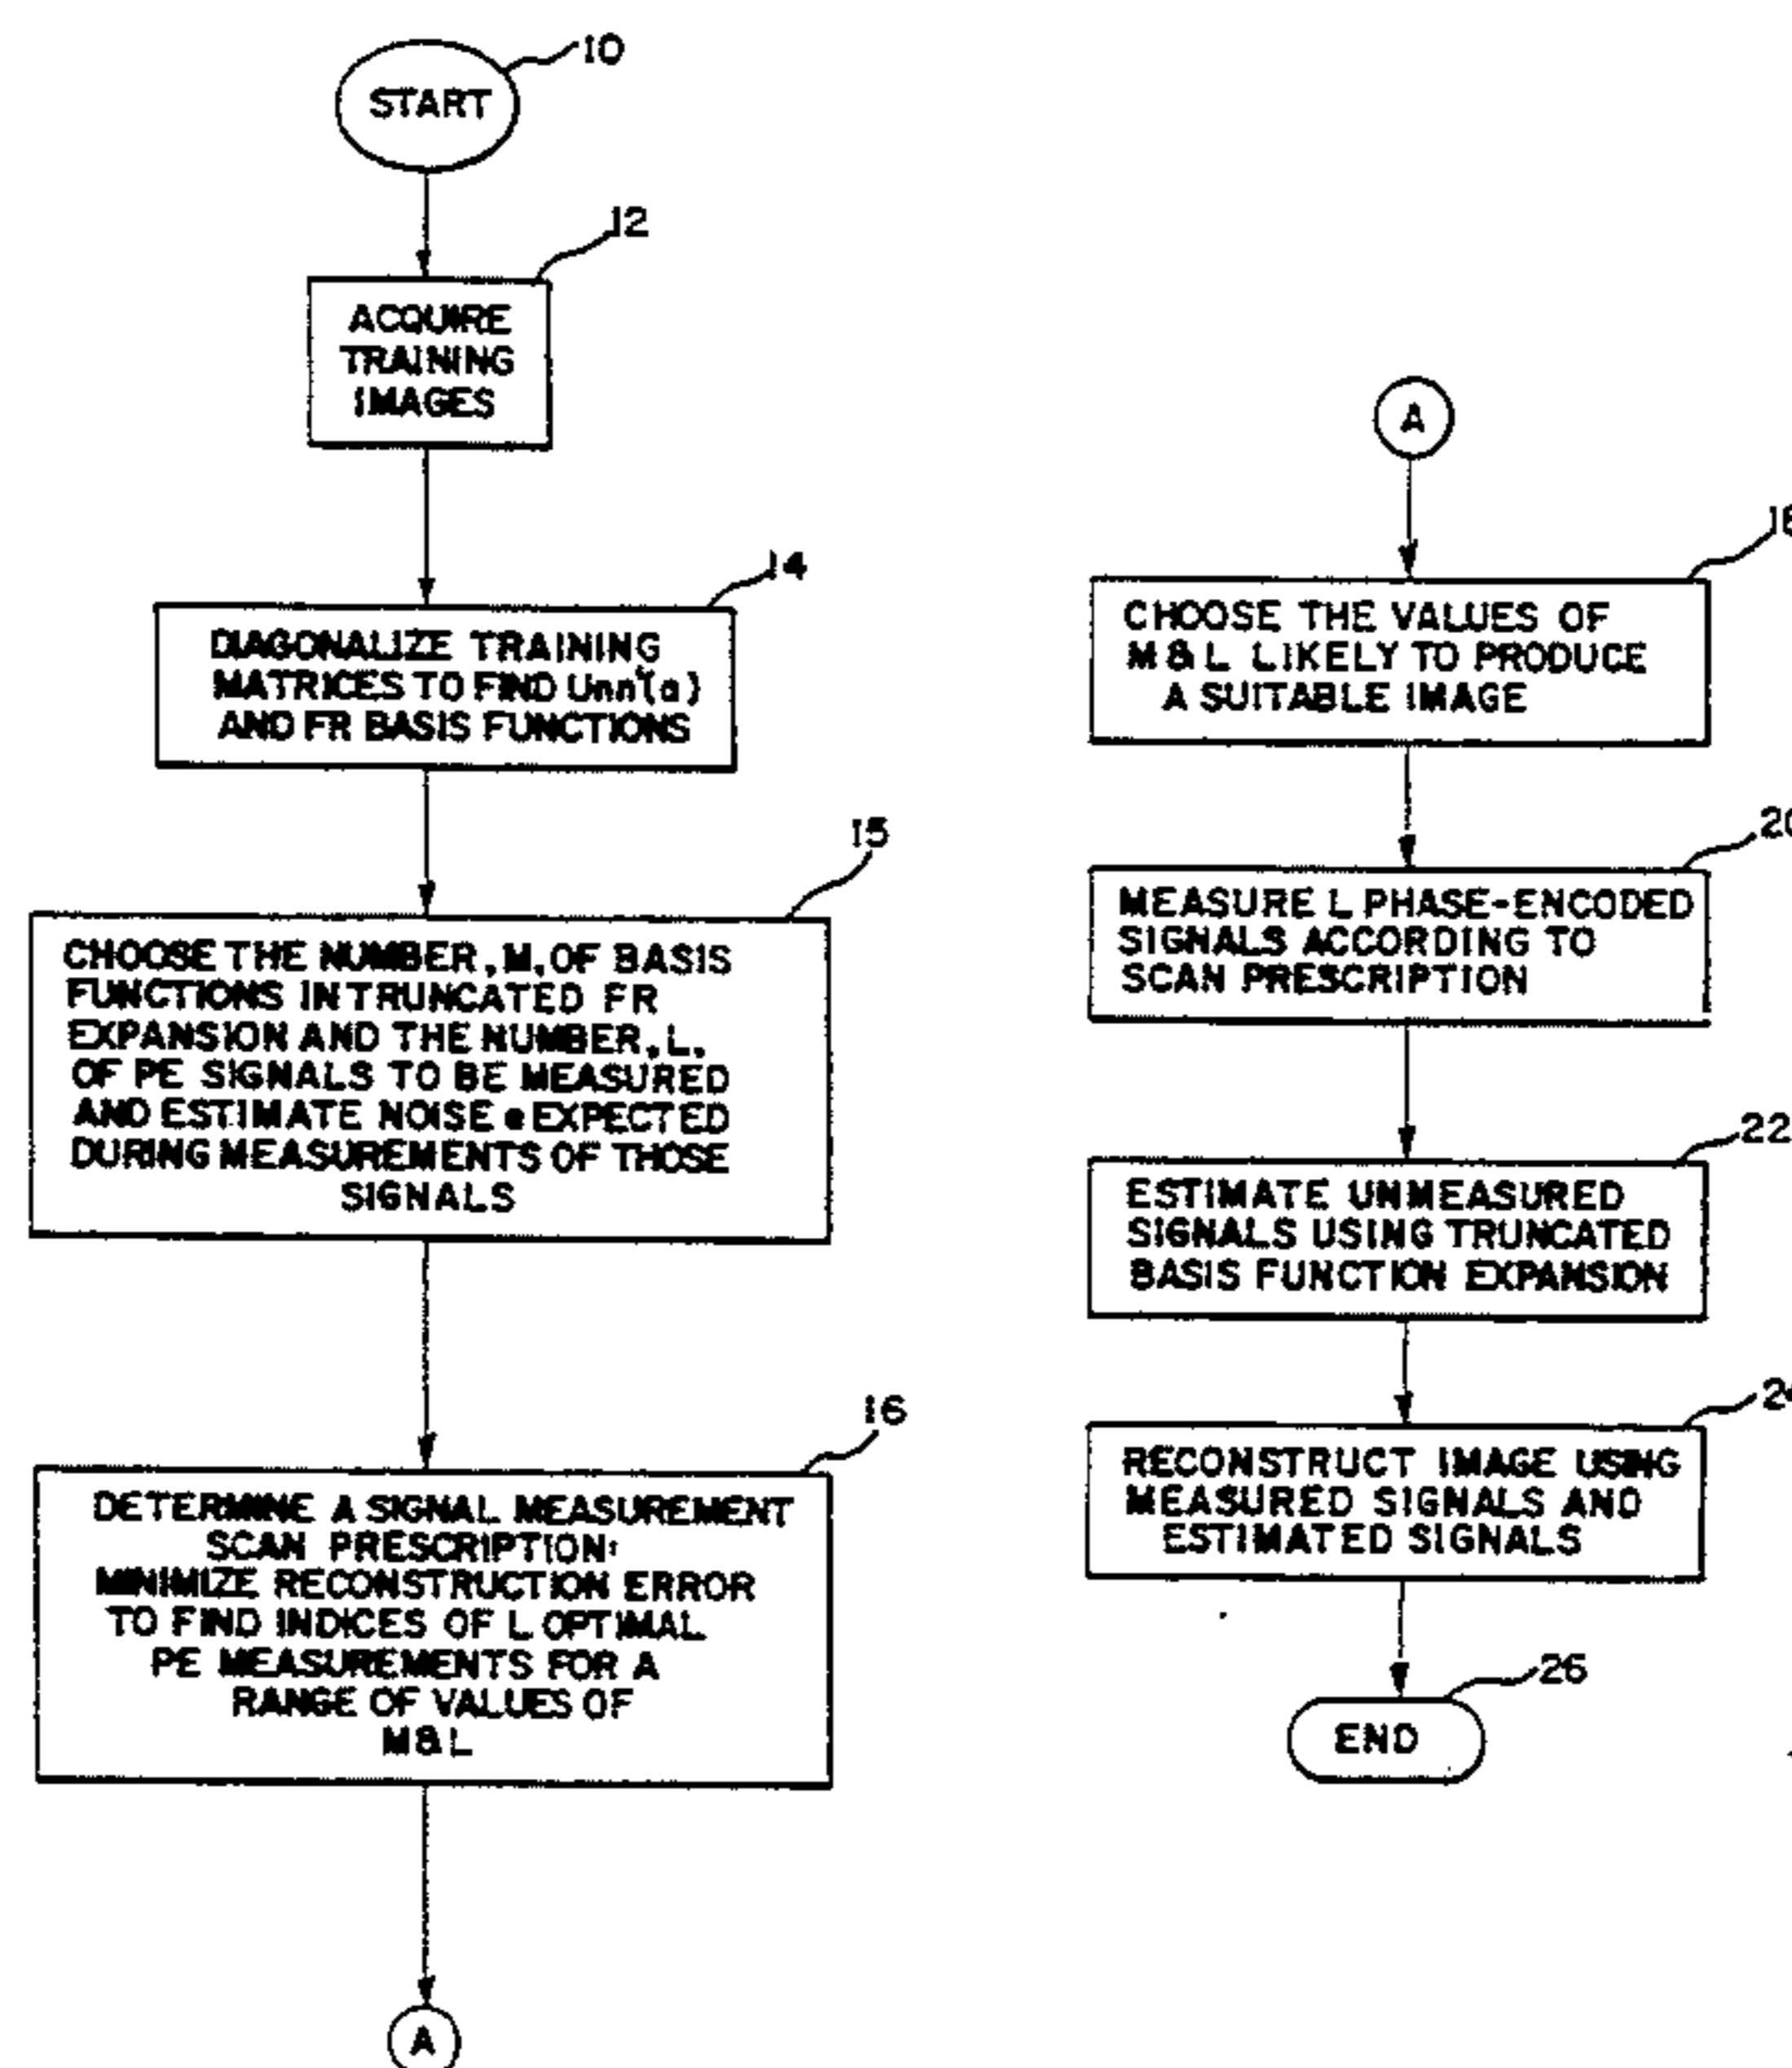 10
START
12
ACQUIRE
TRAINING
IMAGES
14
DIAGONALIZE TRAINING
MATRICES TO FIND Unn'(a)
AND FR BASIS FUNCTIONS
15
CHOOSE THE NUMBER, M, OF BASIS
FUNCTIONS IN TRUNCATED FR
EXPANSION AND THE NUMBER, L,
OF PE SIGNALS TO BE MEASURED
AND ESTIMATE NOISE e EXPECTED
DURING MEASUREMENTS OF THOSE
SIGNALS
16
DETERMINE A SIGNAL MEASUREMENT
SCAN PRESCRIPTION:
MINIMIZE RECONSTRUCTION ERROR
TO FIND INDICES OF L OPTIMAL
PE MEASUREMENTS FOR A
RANGE OF VALUES OF
M & L
A
A
18
CHOOSE THE VALUES OF
M & L LIKELY TO PRODUCE
A SUITABLE IMAGE
20
MEASURE L PHASE-ENCODED
SIGNALS ACCORDING TO
SCAN PRESCRIPTION
22
ESTIMATE UNMEASURED
SIGNALS USING TRUNCATED
BASIS FUNCTION EXPANSION
24
RECONSTRUCT IMAGE USING
MEASURED SIGNALS AND
ESTIMATED SIGNALS
26
END